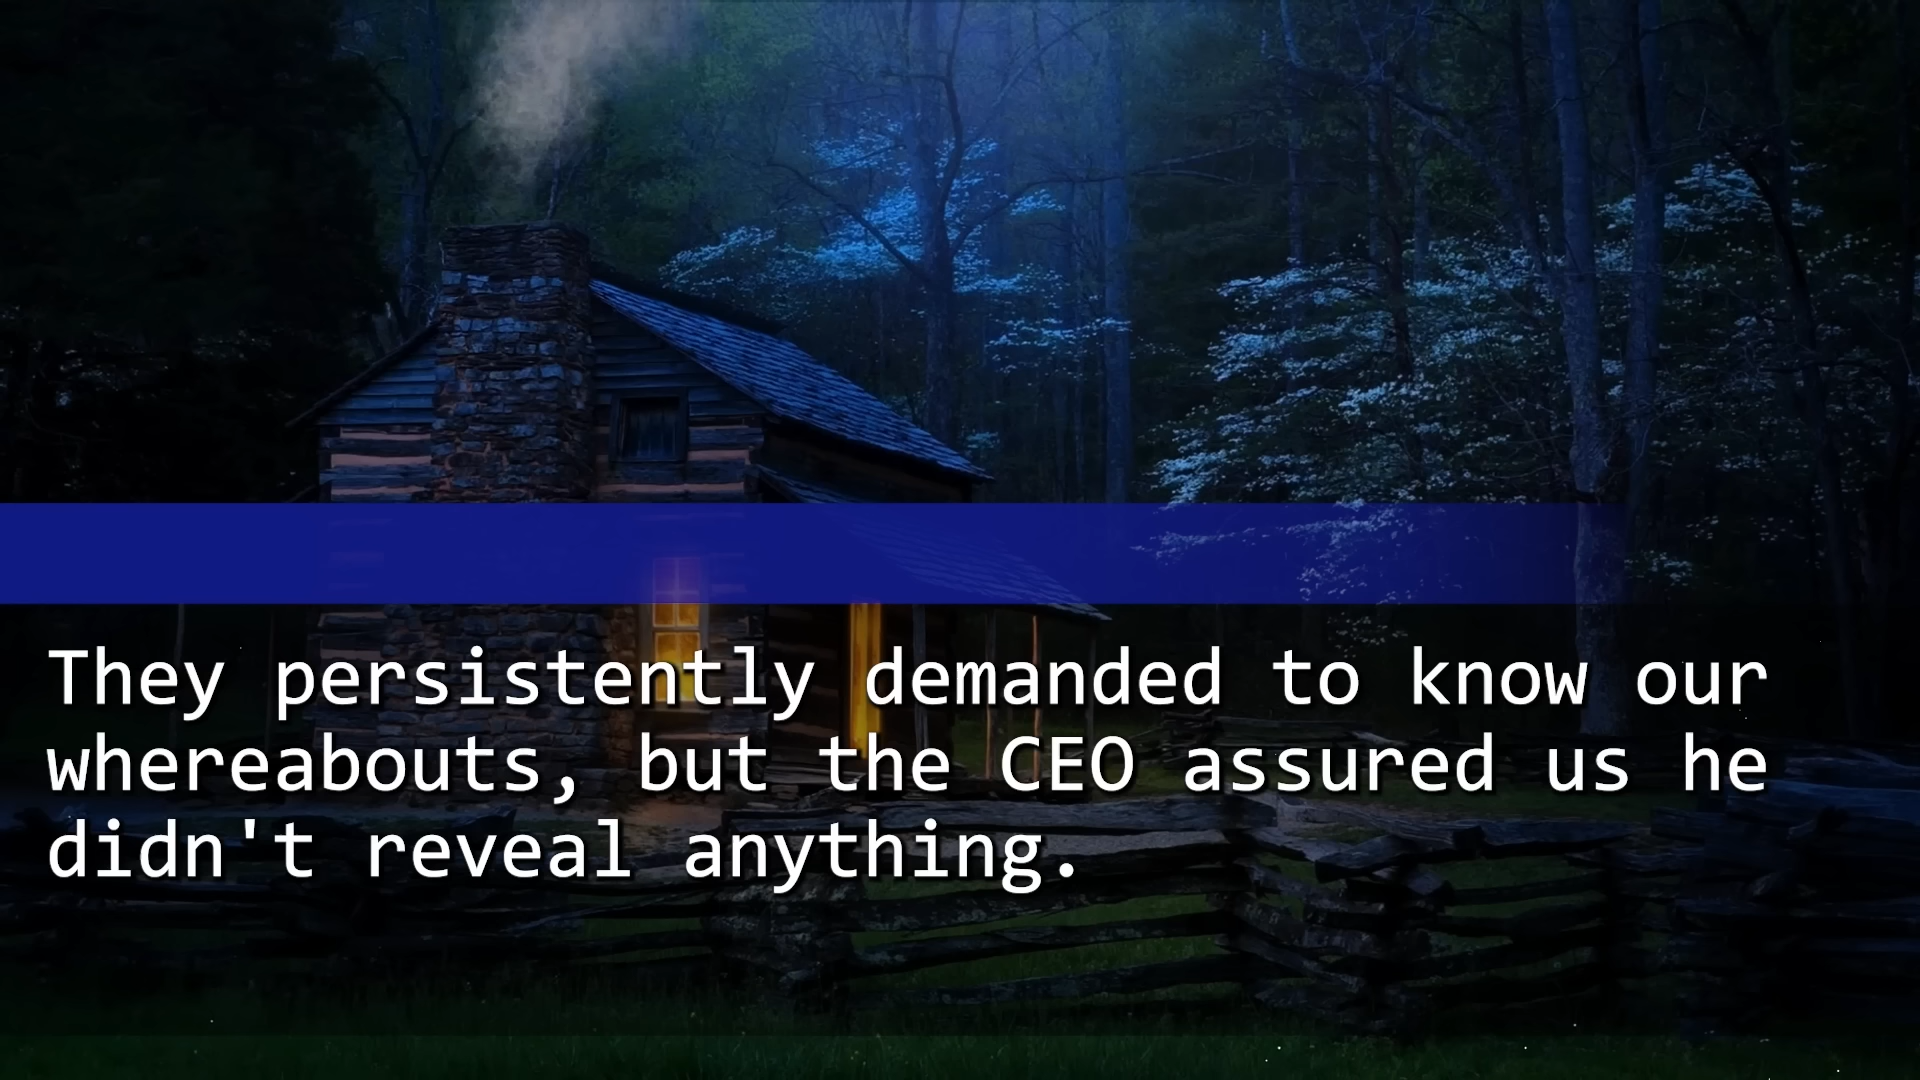 They persistently demanded to know our
whereabouts, but the CEO assured us he
didn't reveal anything.